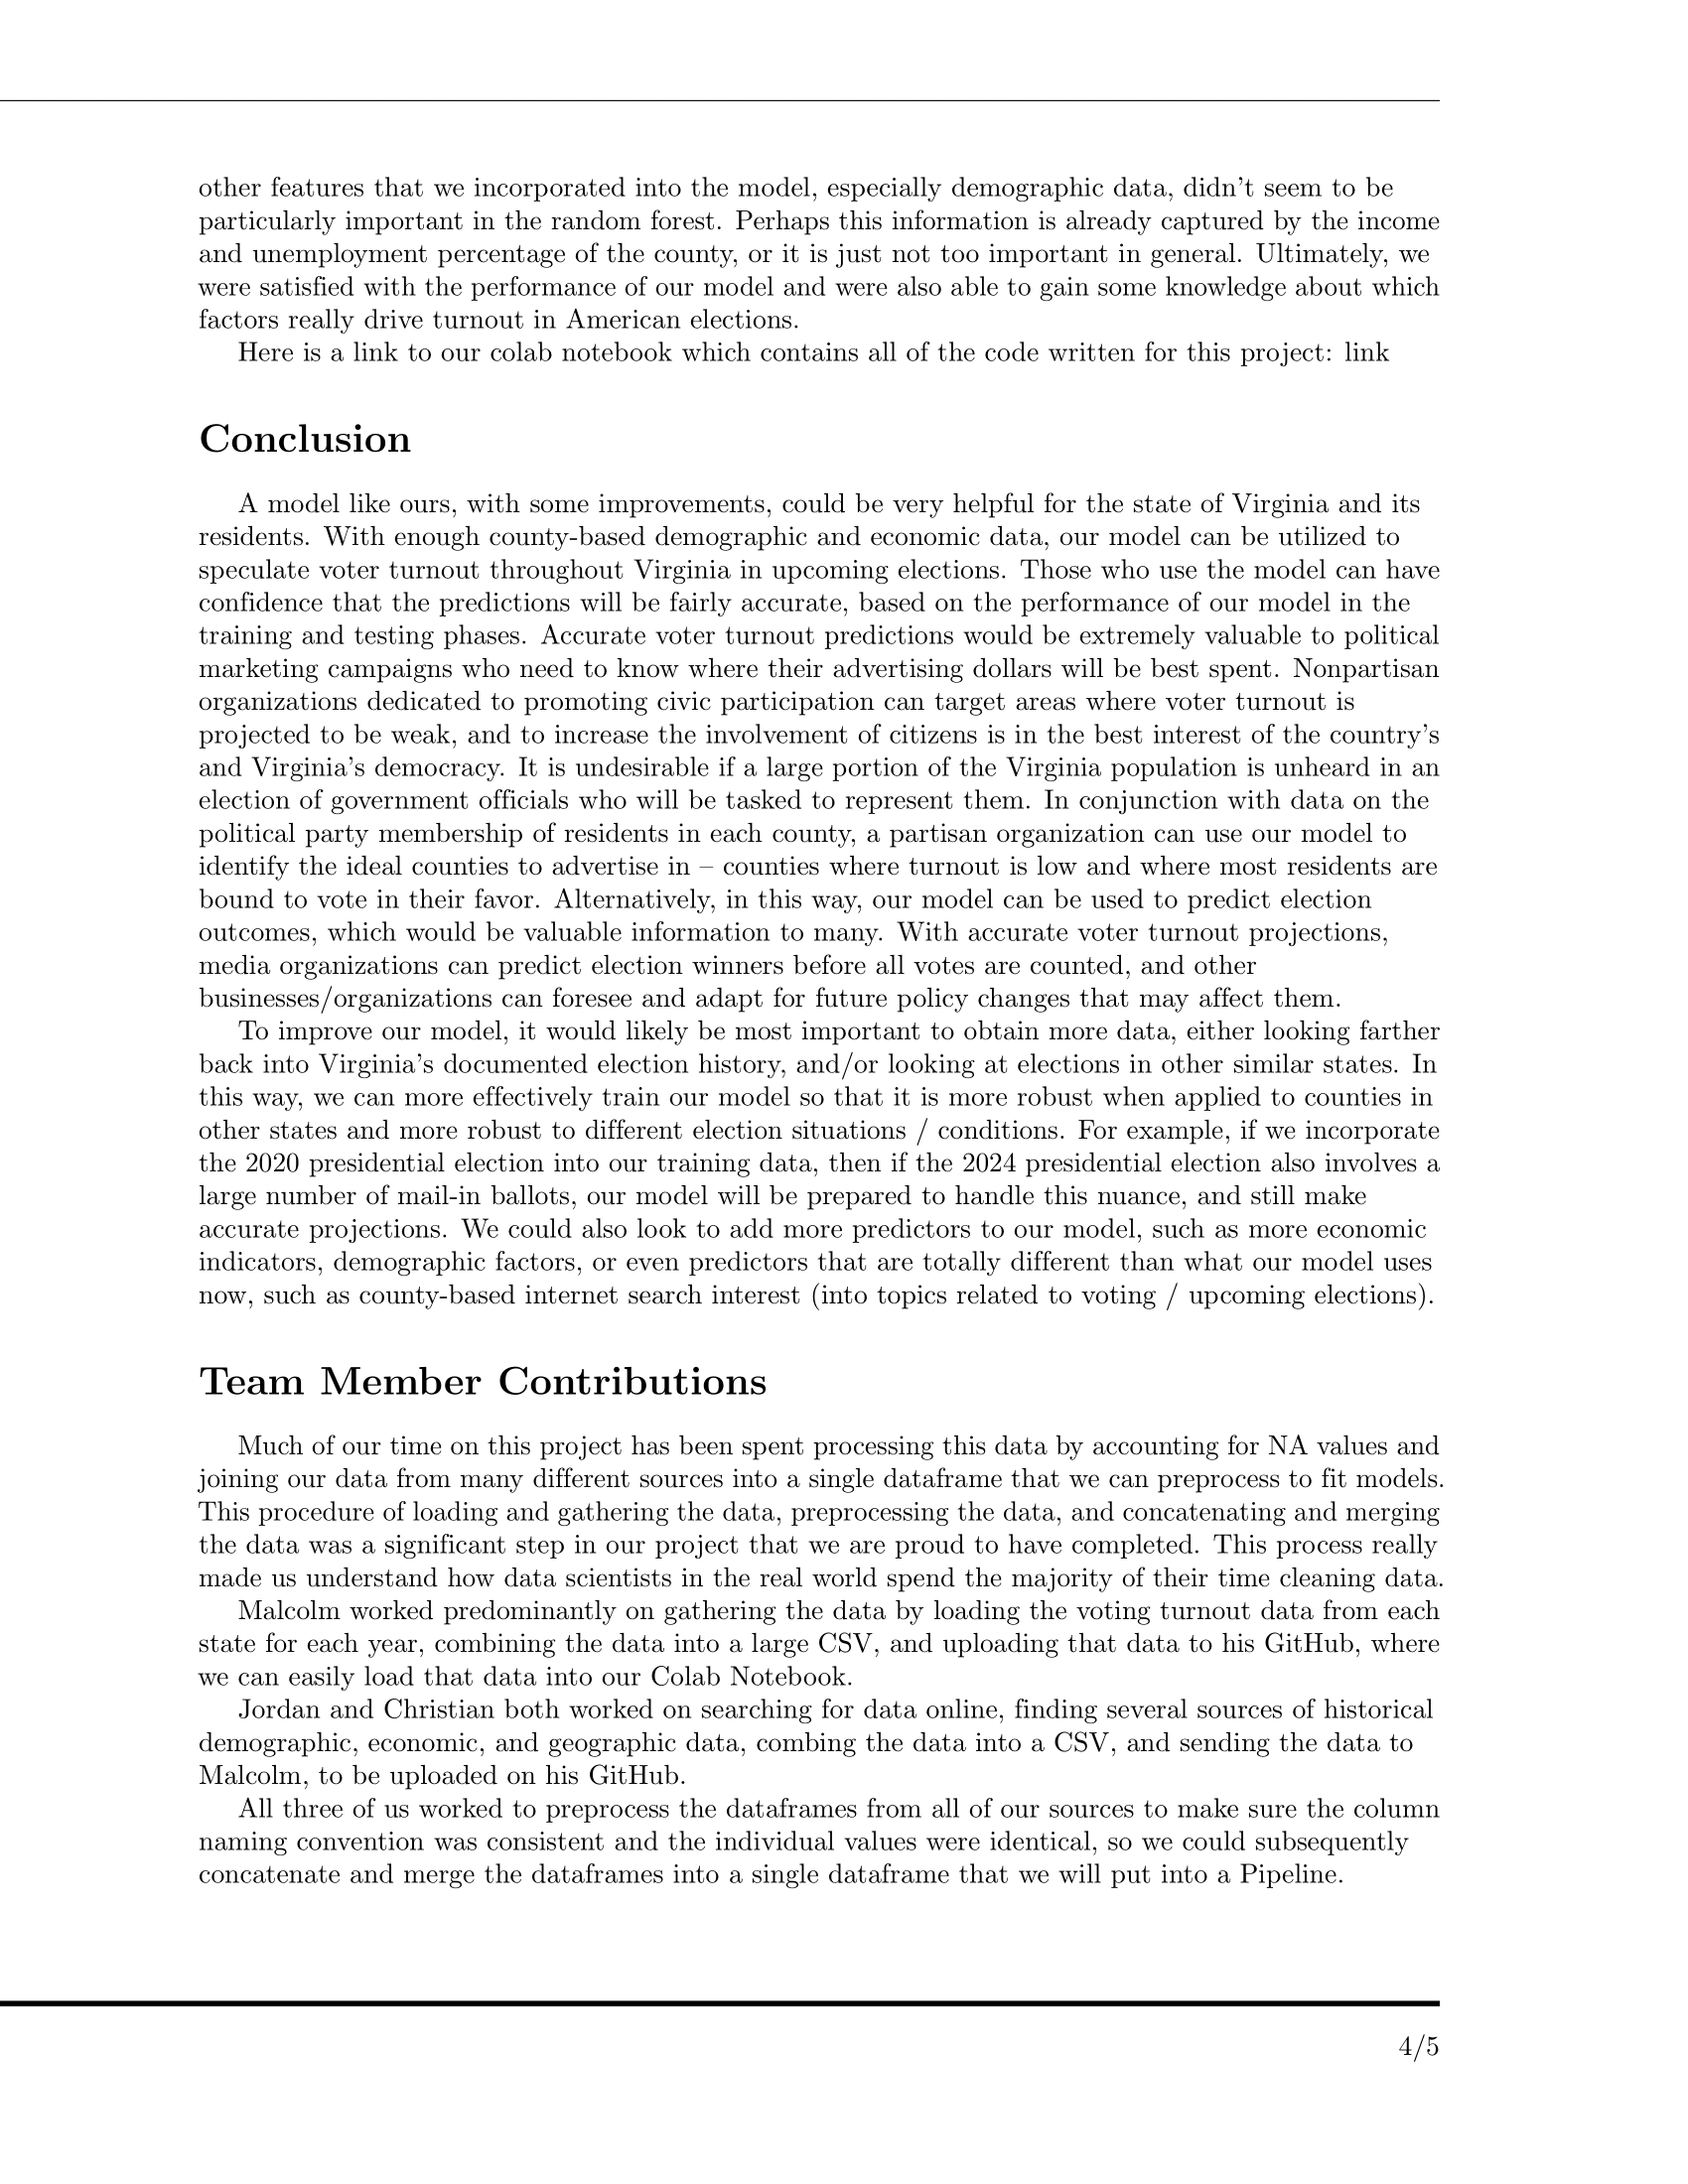 other features that we incorporated into the model, especially demographic data, didn't seem to be
particularly important in the random forest. Perhaps this information is already captured by the income
and unemployment percentage of the county, or it is just not too important in general. Ultimately, we
were satisfied with the performance of our model and were also able to gain some knowledge about which
factors really drive turnout in American elections.
Here is a link to our colab notebook which contains all of the code written for this project: link
Conclusion
A model like ours, with some improvements, could be very helpful for the state of Virginia and its
residents. With enough county-based demographic and economic data, our model can be utilized to
speculate voter turnout throughout Virginia in upcoming elections. Those who use the model can have
confidence that the predictions will be fairly accurate, based on the performance of our model in the
training and testing phases. Accurate voter turnout predictions would be extremely valuable to political
marketing campaigns who need to know where their advertising dollars will be best spent. Nonpartisan
organizations dedicated to promoting civic participation can target areas where voter turnout is
projected to be weak, and to increase the involvement of citizens is in the best interest of the country's
and Virginia's democracy. It is undesirable if a large portion of the Virginia population is unheard in an
election of government officials who will be tasked to represent them. In conjunction with data on the
political party membership of residents in each county, a partisan organization can use our model to
identify the ideal counties to advertise in – counties where turnout is low and where most residents are
bound to vote in their favor. Alternatively, in this way, our model can be used to predict election
outcomes, which would be valuable information to many. With accurate voter turnout projections,
media organizations can predict election winners before all votes are counted, and other
businesses/organizations can foresee and adapt for future policy changes that may affect them.
To improve our model, it would likely be most important to obtain more data, either looking farther
back into Virginia's documented election history, and/or looking at elections in other similar states. In
this way, we can more effectively train our model so that it is more robust when applied to counties in
other states and more robust to different election situations / conditions. For example, if we incorporate
the 2020 presidential election into our training data, then if the 2024 presidential election also involves a
large number of mail-in ballots, our model will be prepared to handle this nuance, and still make
accurate projections. We could also look to add more predictors to our model, such as more economic
indicators, demographic factors, or even predictors that are totally different than what our model uses
now, such as county-based internet search interest (into topics related to voting / upcoming elections).
Team Member Contributions
Much of our time on this project has been spent processing this data by accounting for NA values and
joining our data from many different sources into a single dataframe that we can preprocess to fit models.
This procedure of loading and gathering the data, preprocessing the data, and concatenating and merging
the data was a significant step in our project that we are proud to have completed. This process really
made us understand how data scientists in the real world spend the majority of their time cleaning data.
Malcolm worked predominantly on gathering the data by loading the voting turnout data from each
state for each year, combining the data into a large CSV, and uploading that data to his GitHub, where
we can easily load that data into our Colab Notebook.
Jordan and Christian both worked on searching for data online, finding several sources of historical
demographic, economic, and geographic data, combing the data into a CSV, and sending the data to
Malcolm, to be uploaded on his GitHub.
All three of us worked to preprocess the dataframes from all of our sources to make sure the column
naming convention was consistent and the individual values were identical, so we could subsequently
concatenate and merge the dataframes into a single dataframe that we will put into a Pipeline.
4/5